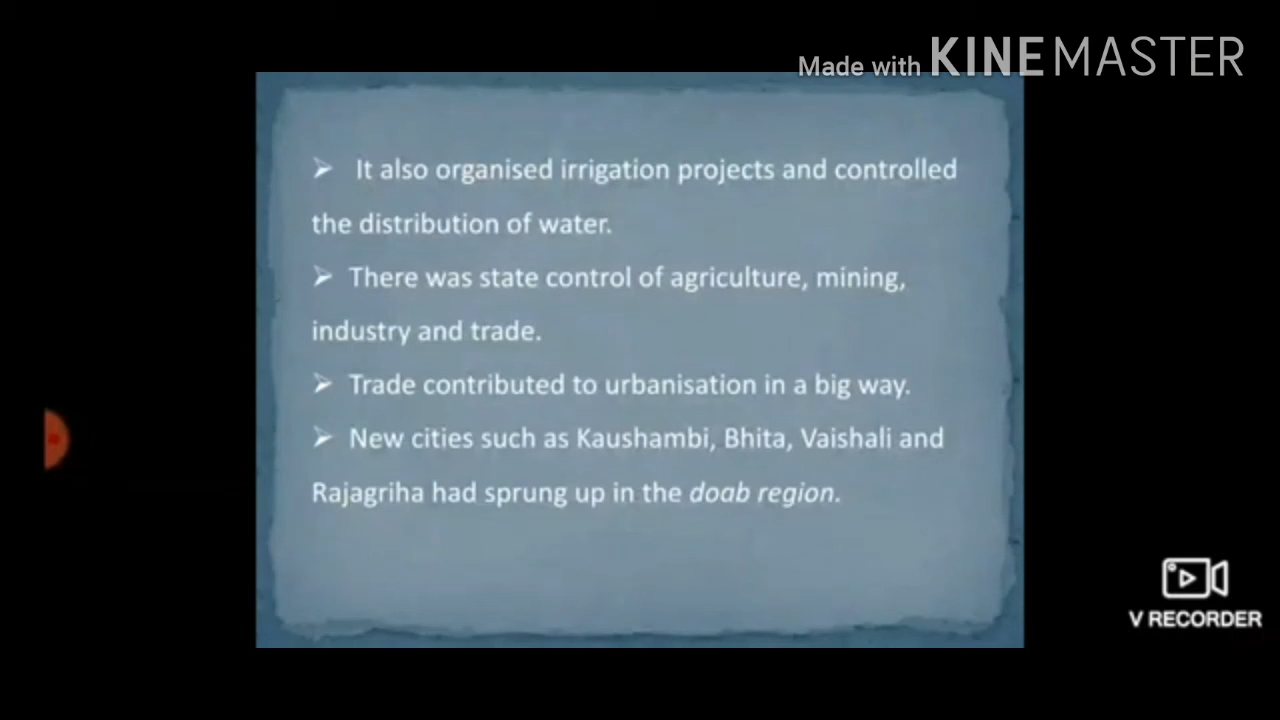 Made with KINEMASTER
➢ It also organised irrigation projects and controlled
the distribution of water.
➢ There was state control of agriculture, mining,
industry and trade.
➢ Trade contributed to urbanisation in a big way.
➢ New cities such as Kaushambi, Bhita, Vaishali and
Rajagriha had sprung up in the doab region.
V RECORDER